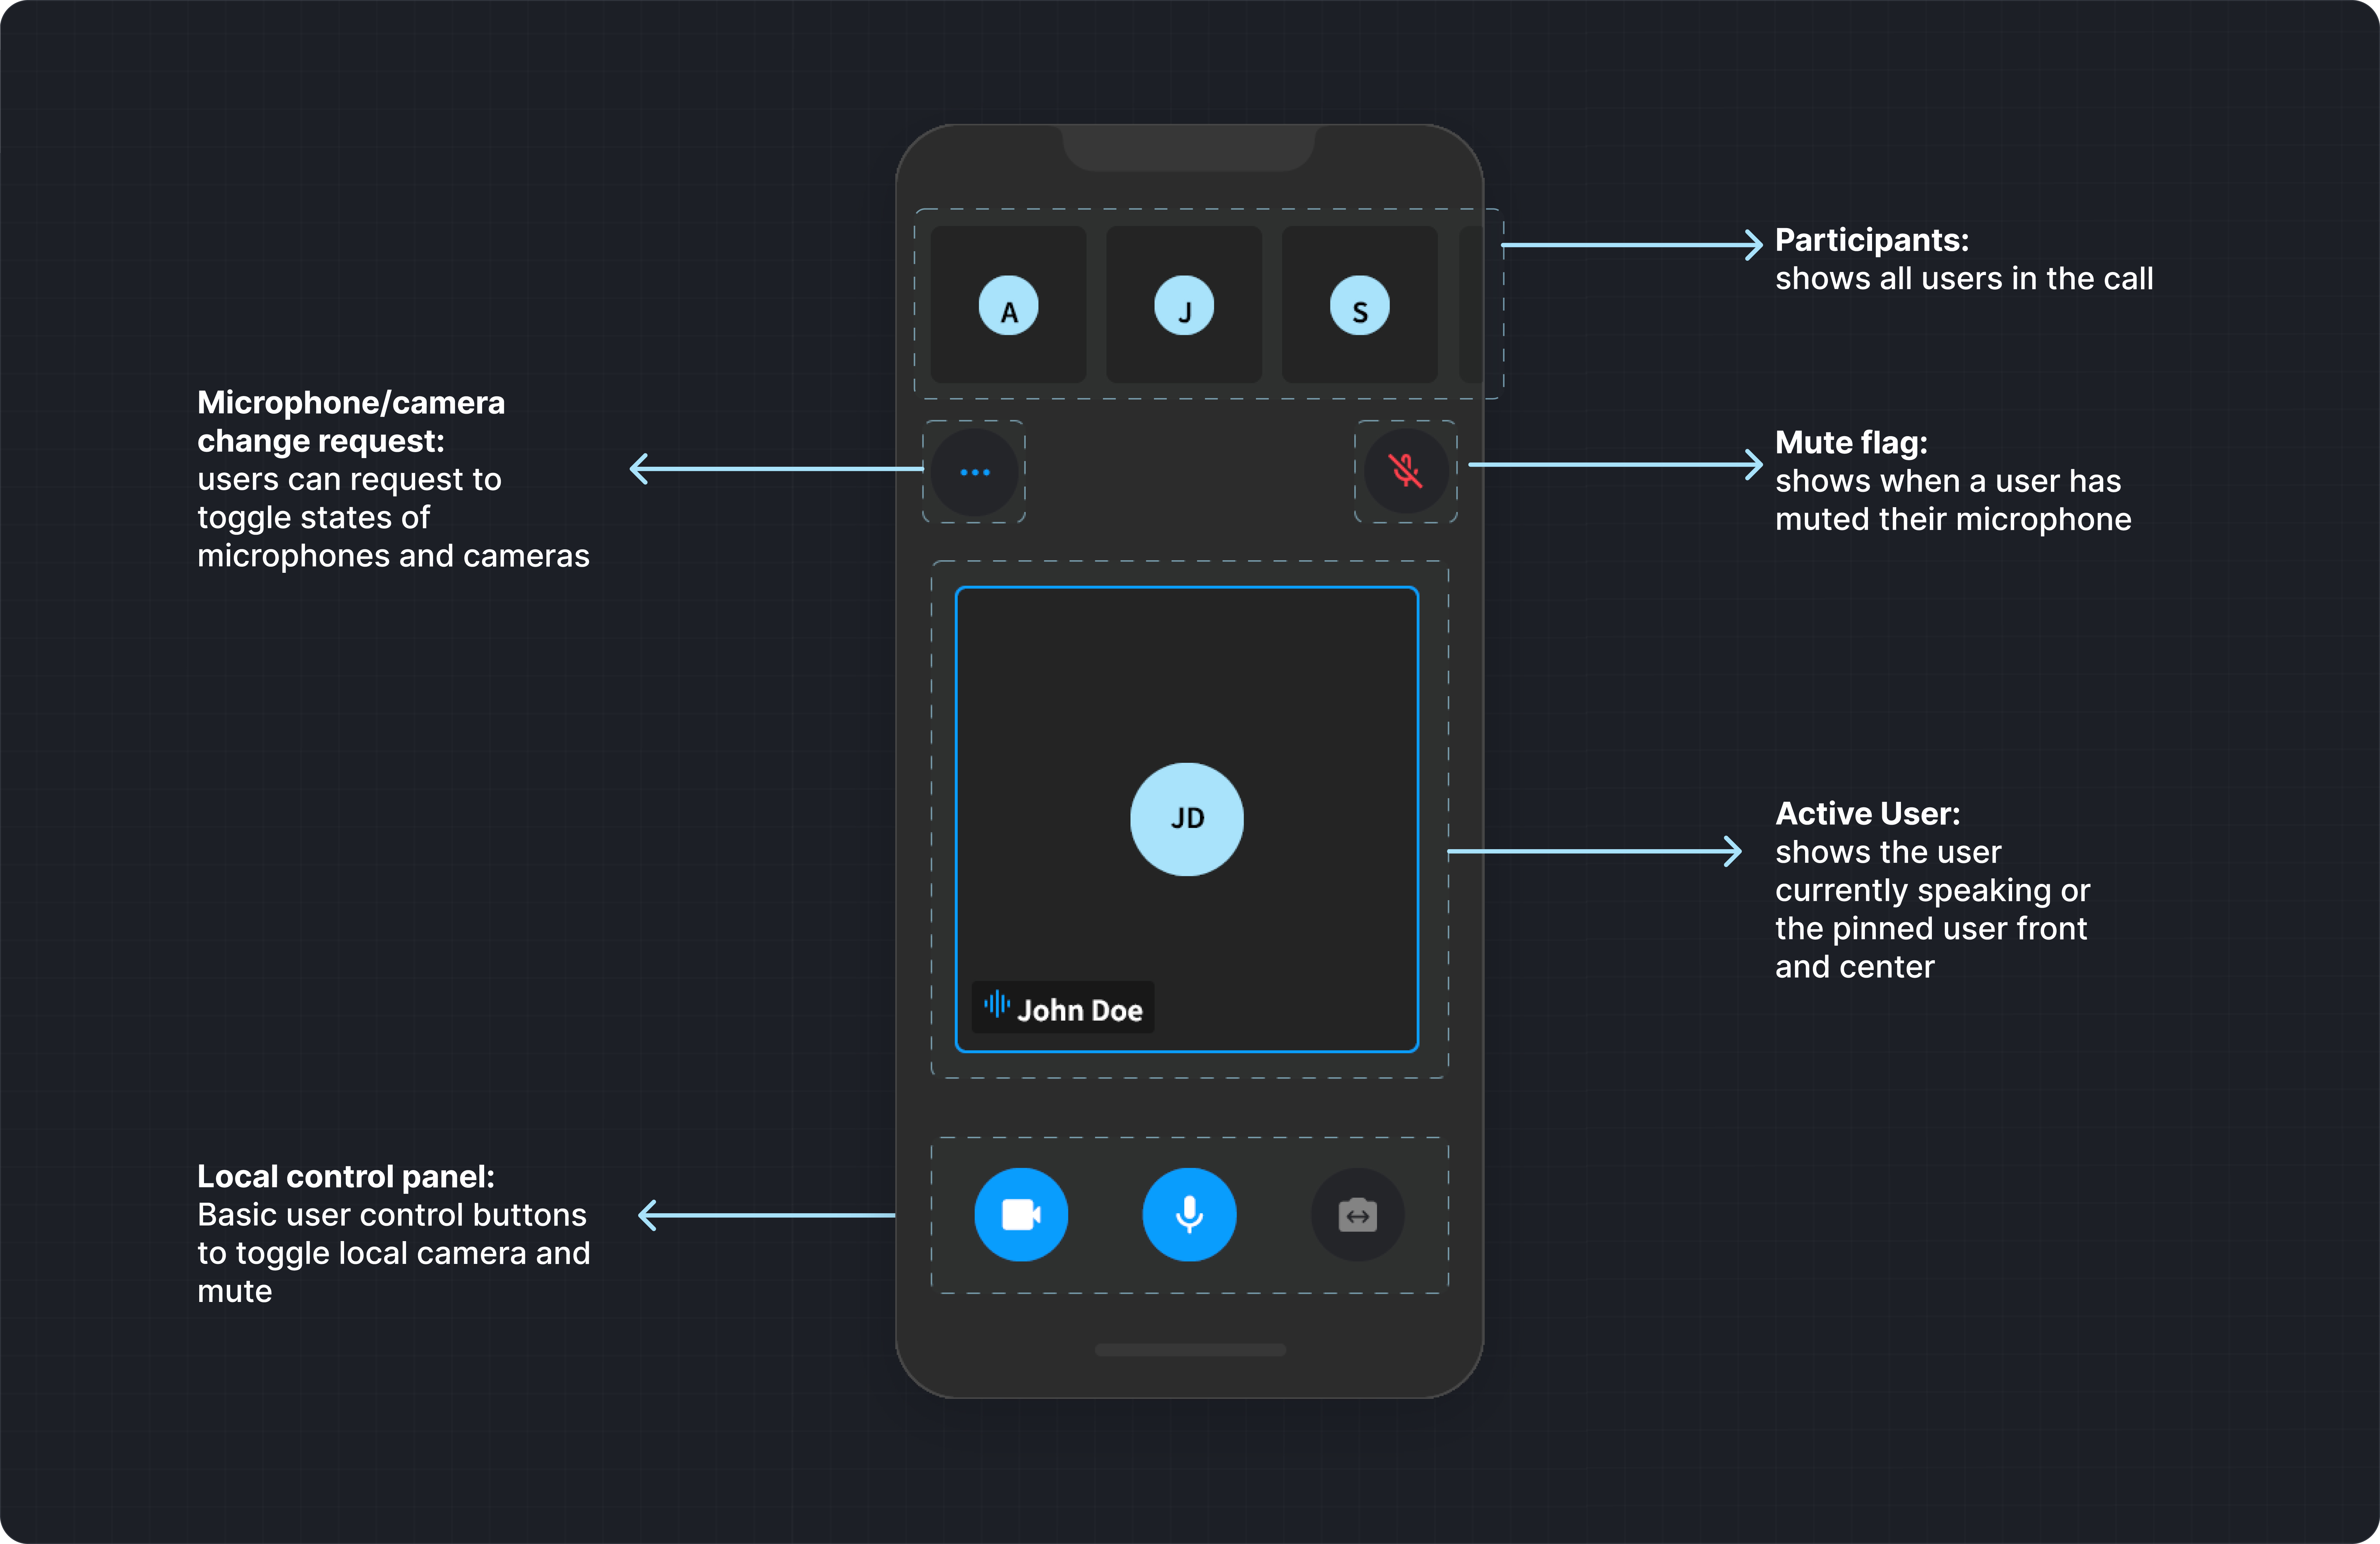 A
J
S
Participants:
shows all users in the call
Microphone/camera
change request:
users can request to
toggle states of
microphones and cameras
Mute flag:
shows when a user has
muted their microphone
JD
John Doe
Active User:
shows the user
currently speaking or
the pinned user front
and center
Local control panel:
Basic user control buttons
to toggle local camera and
mute